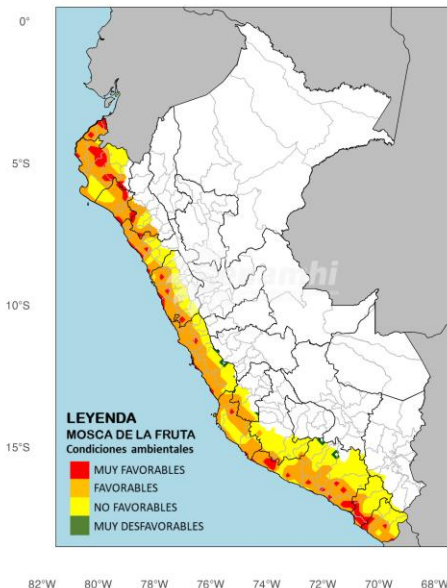 0°
5°S
10°S
15°S
LEYENDA
MOSCA DE LA FRUTA
Condiciones ambientales
MUY FAVORABLES
FAVORABLES
NO FAVORABLES
MUY DESFAVORABLES
82°W 80°W 78°W 76°W 74°W 72°W 70°W 68°W